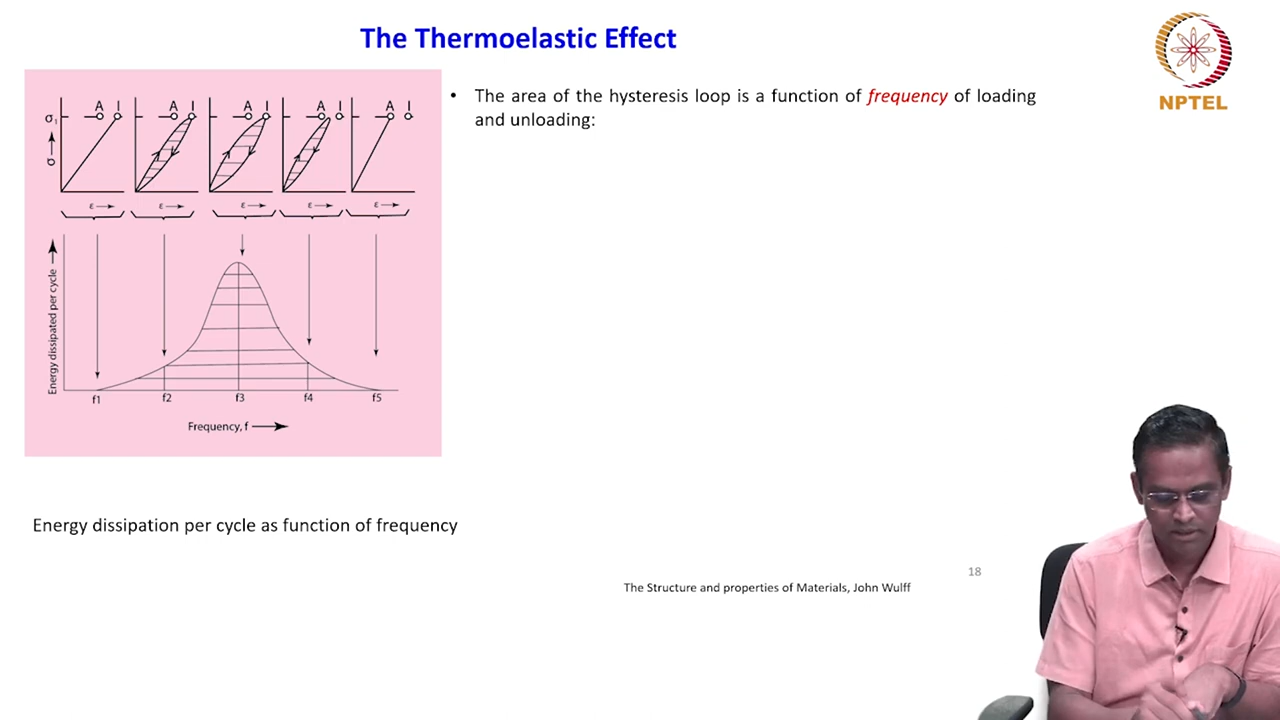 The Thermoelastic Effect
NPTEL
• The area of the hysteresis loop is a function of frequency of loading
and unloading:
A I A I A I A I A I
σ₁
σ
ε ε ε ε ε
Energy dissipated per cycle
f1 f2 f3 f4 f5
Frequency, f
Energy dissipation per cycle as function of frequency
18
The Structure and properties of Materials, John Wulff